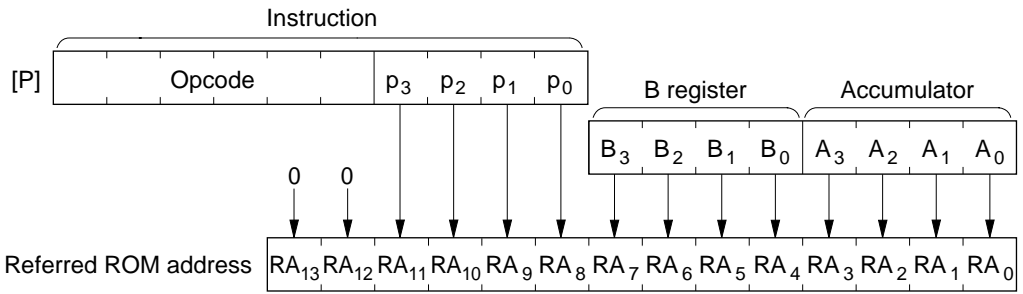 Instruction
[P] Opcode p3 p2 p1 p0
B register Accumulator
B3 B2 B1 B0 A3 A2 A1 A0
0 0
Referred ROM address RA13 RA12 RA11 RA10 RA9 RA8 RA7 RA6 RA5 RA4 RA3 RA2 RA1 RA0